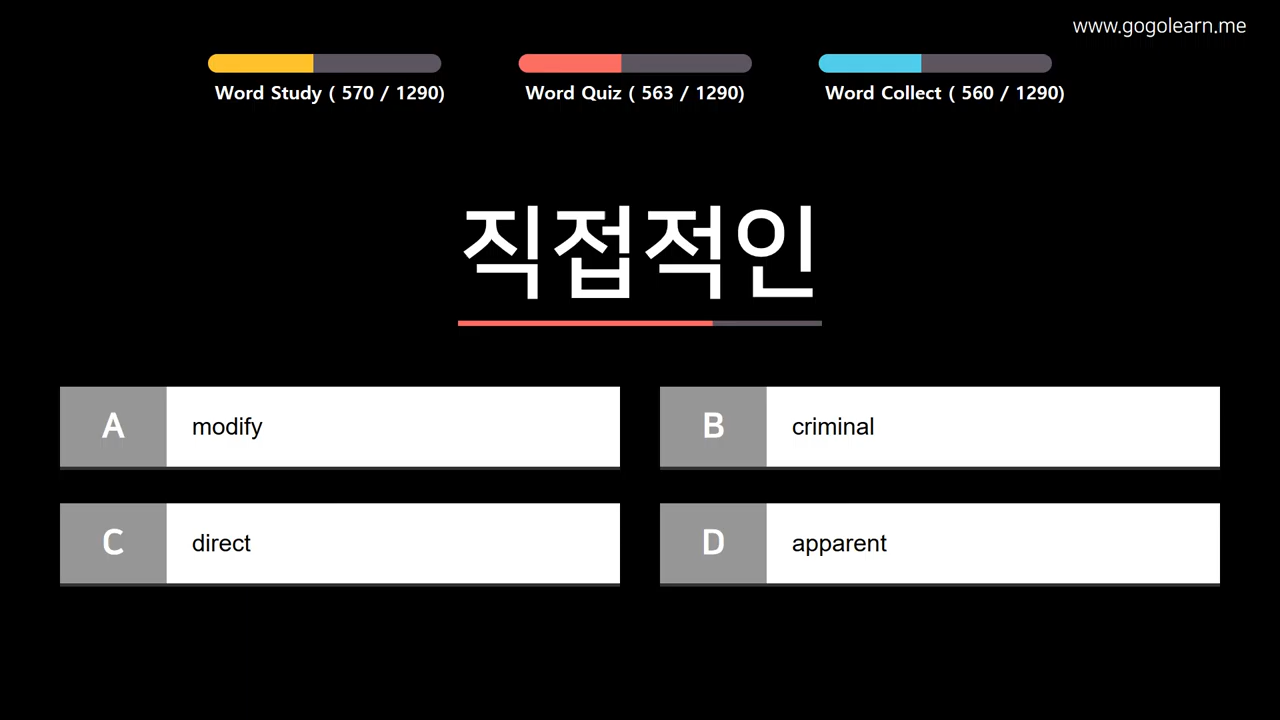 www.gogolearn.me
Word Study ( 570 / 1290)
Word Quiz ( 563 / 1290)
Word Collect ( 560 / 1290)
직접적인
A modify
B criminal
C direct
D apparent